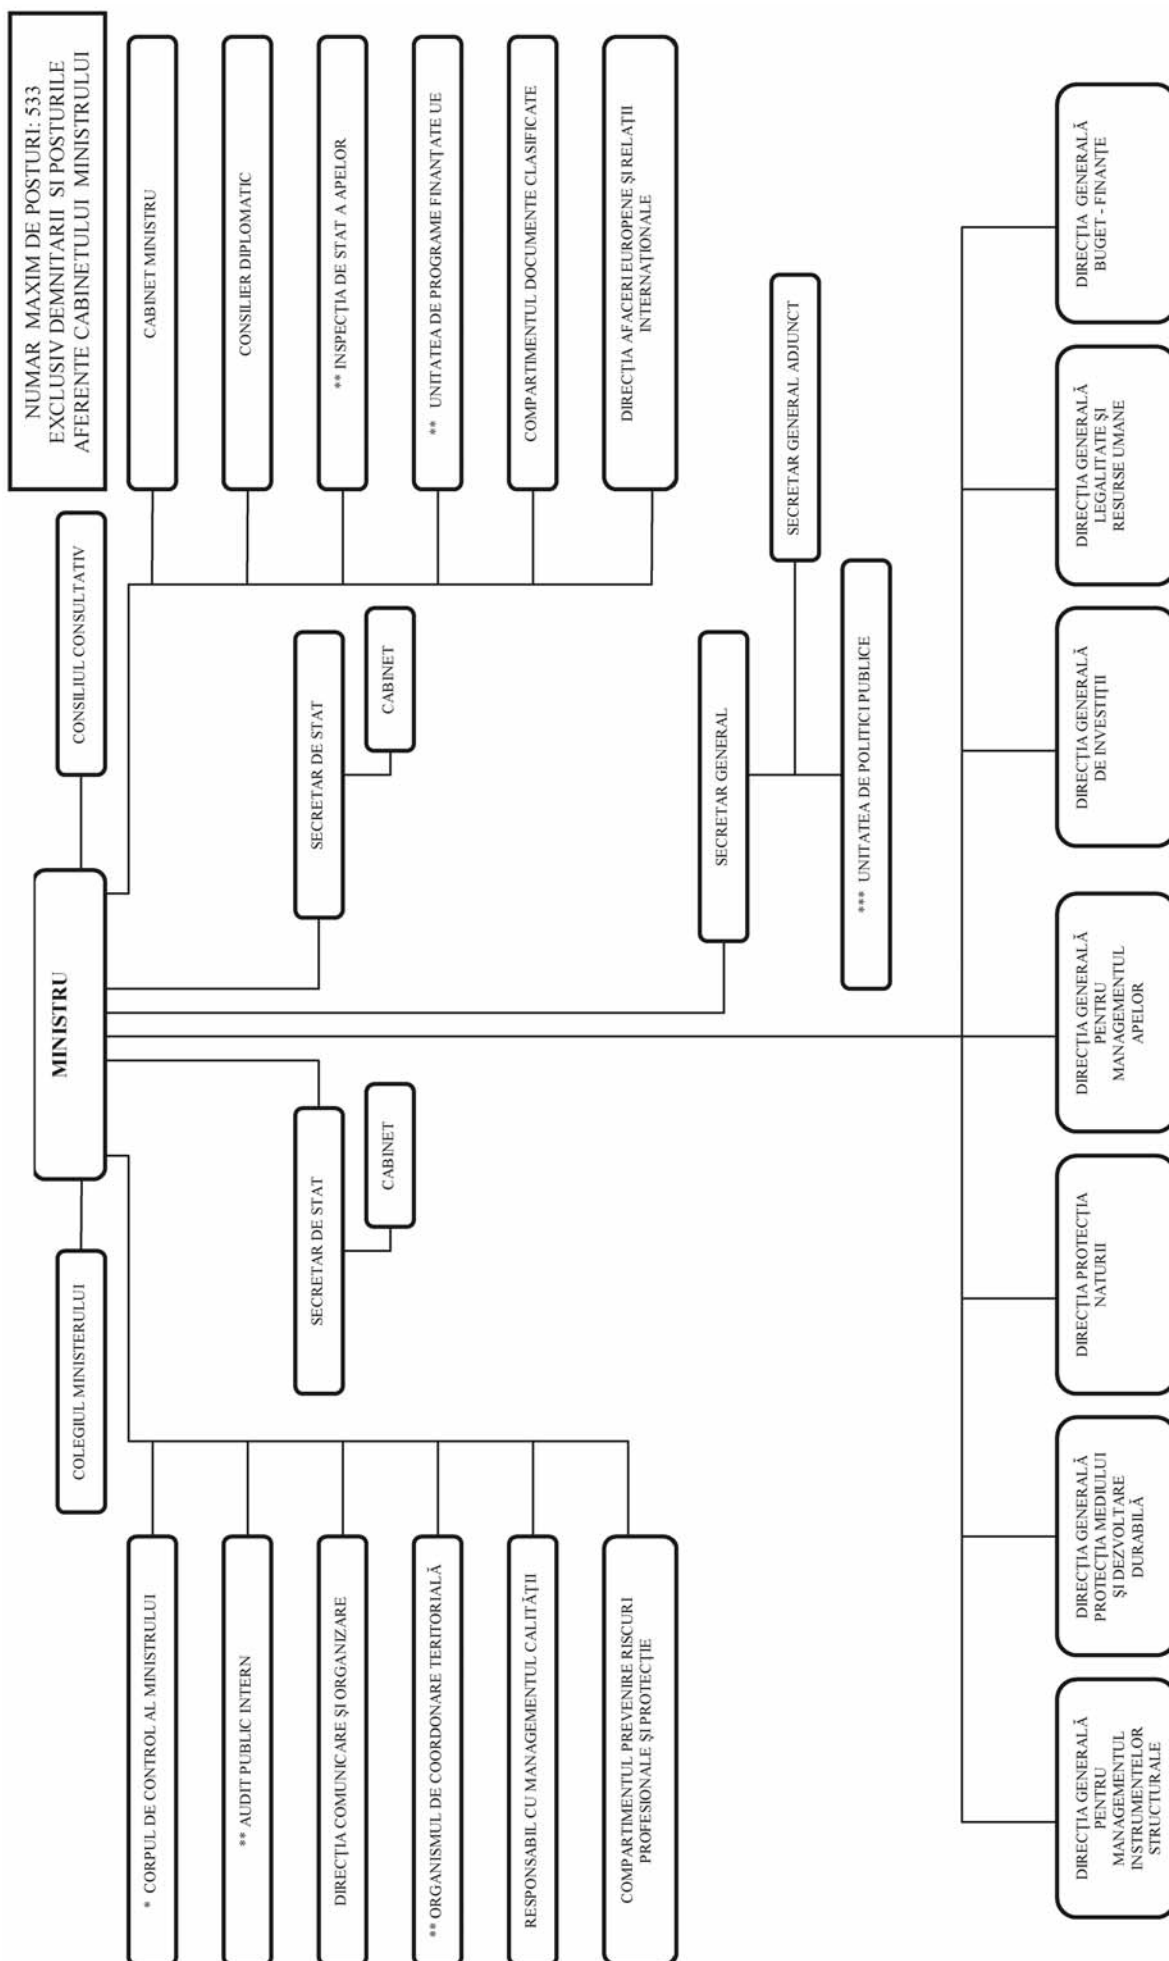 NUMAR MAXIM DE POSTURI: 533
EXCLUSIV DEMNITARII SI POSTURILE
AFERENTE CABINETULUI MINISTRULUI
COLEGIUL MINISTERULUI
MINISTRU
CONSILIUL CONSULTATIV
* CORPUL DE CONTROL AL MINISTRULUI
** AUDIT PUBLIC INTERN
DIRECȚIA COMUNICARE ȘI ORGANIZARE
** ORGANISMUL DE COORDONARE TERITORIALĂ
RESPONSABIL CU MANAGEMENTUL CALITĂȚII
COMPARTIMENTUL PREVENIRE RISCURI
PROFESIONALE ȘI PROTECȚIE
SECRETAR DE STAT
CABINET
SECRETAR DE STAT
CABINET
CABINET MINISTRU
CONSILIER DIPLOMATIC
** INSPECȚIA DE STAT A APELOR
** UNITATEA DE PROGRAME FINANȚATE UE
COMPARTIMENTUL DOCUMENTE CLASIFICATE
DIRECȚIA AFACERI EUROPENE ȘI RELAȚII
INTERNAȚIONALE
SECRETAR GENERAL
SECRETAR GENERAL ADJUNCT
*** UNITATEA DE POLITICI PUBLICE
DIRECȚIA GENERALĂ
PENTRU
MANAGEMENTUL
INSTRUMENTELOR
STRUCTURALE
DIRECȚIA GENERALĂ
PROTECȚIA MEDIULUI
ȘI DEZVOLTARE
DURABILĂ
DIRECȚIA PROTECȚIA
NATURII
DIRECȚIA GENERALĂ
PENTRU
MANAGEMENTUL
APELOR
DIRECȚIA GENERALĂ
DE INVESTIȚII
DIRECȚIA GENERALĂ
LEGALITATE ȘI
RESURSE UMANE
DIRECȚIA GENERALĂ
BUGET - FINANȚE